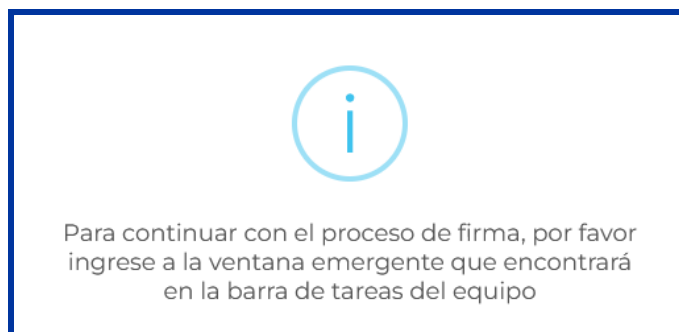 Para continuar con el proceso de firma, por favor
ingrese a la ventana emergente que encontrará
en la barra de tareas del equipo